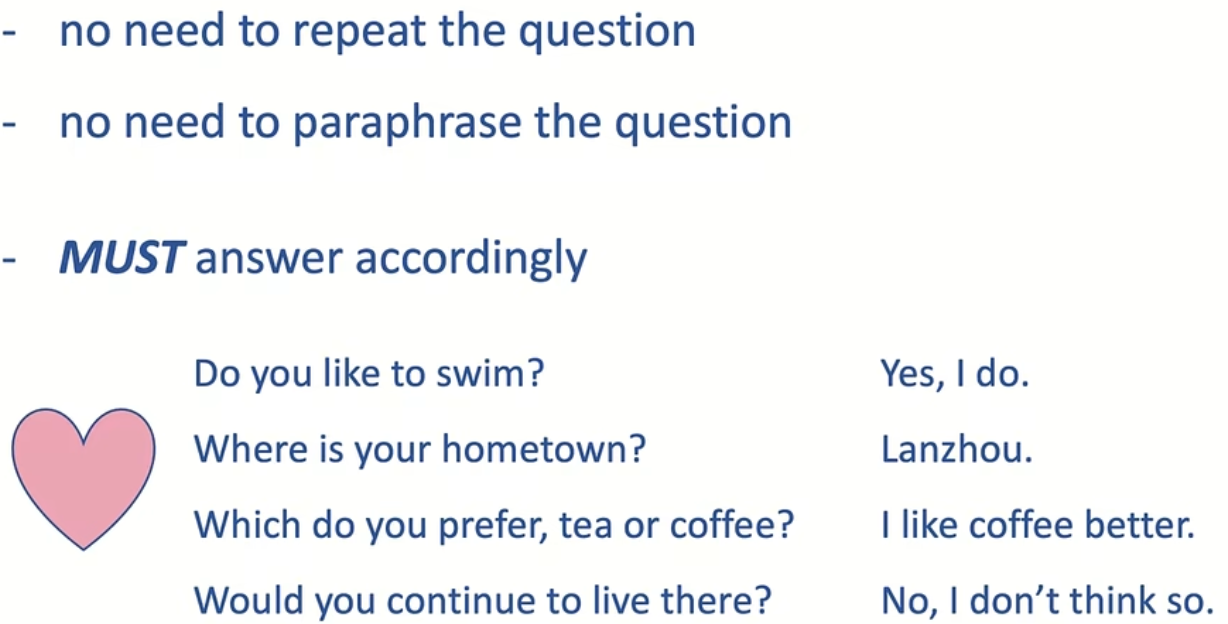 - no need to repeat the question
- no need to paraphrase the question
- MUST answer accordingly
Do you like to swim? Yes, I do.
Where is your hometown? Lanzhou.
Which do you prefer, tea or coffee? I like coffee better.
Would you continue to live there? No, I don’t think so.